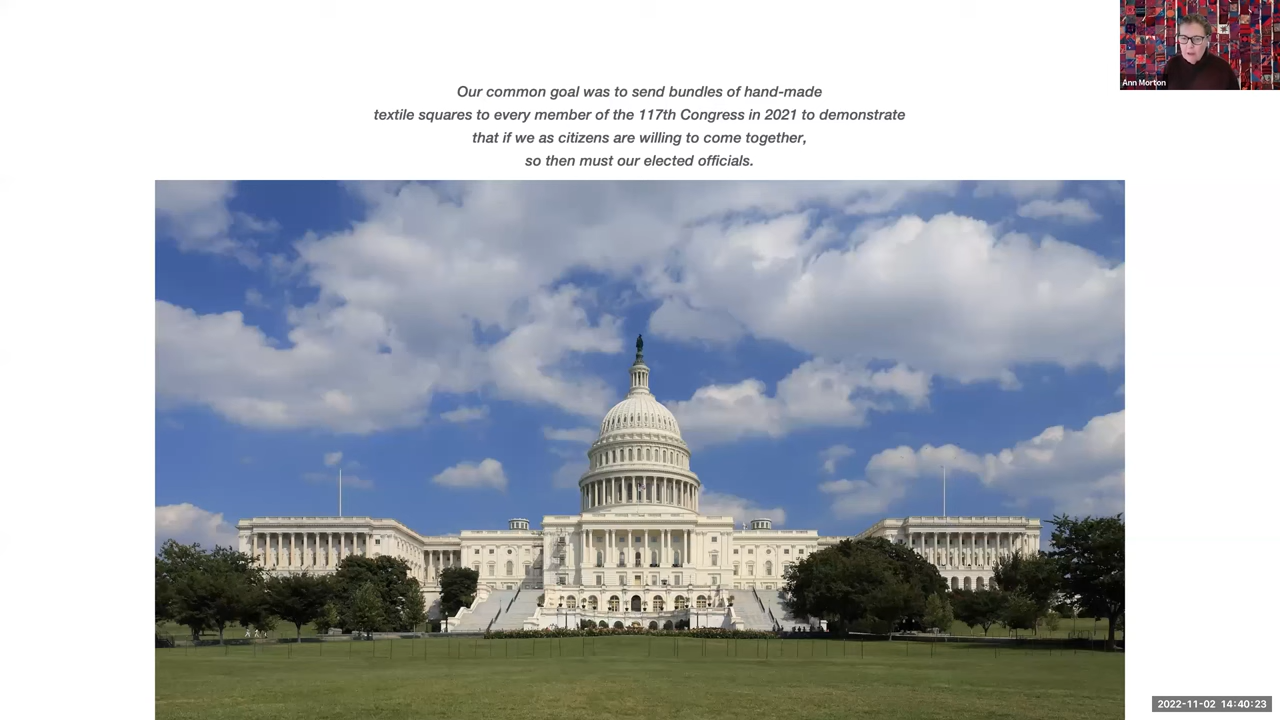 Our common goal was to send bundles of hand-made
textile squares to every member of the 117th Congress in 2021 to demonstrate
that if we as citizens are willing to come together,
so then must our elected officials.
Ann Morton
2022-11-02 14:40:23